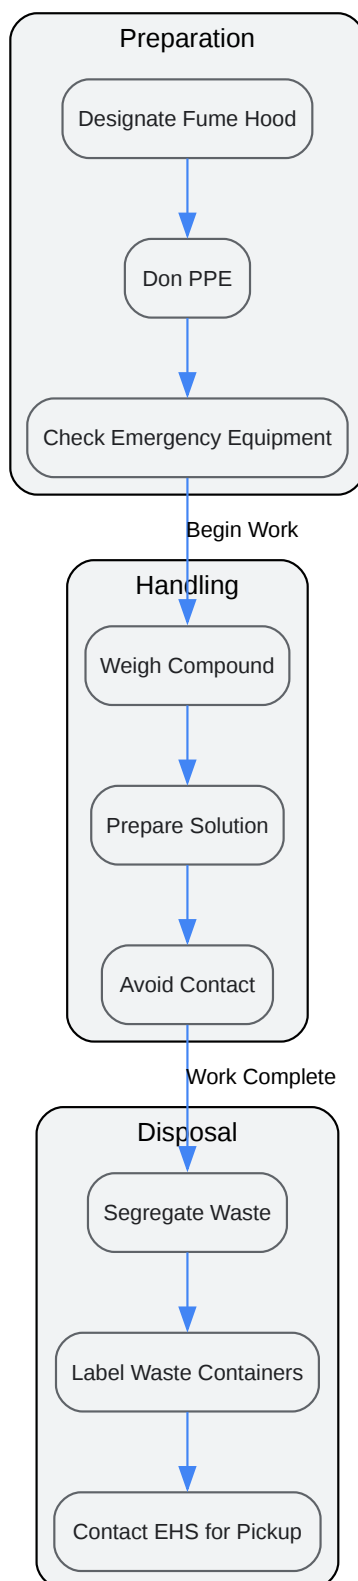 Preparation
Designate Fume Hood
Don PPE
Check Emergency Equipment
Begin Work
Handling
Weigh Compound
Prepare Solution
Avoid Contact
Work Complete
Disposal
Segregate Waste
Label Waste Containers
Contact EHS for Pickup